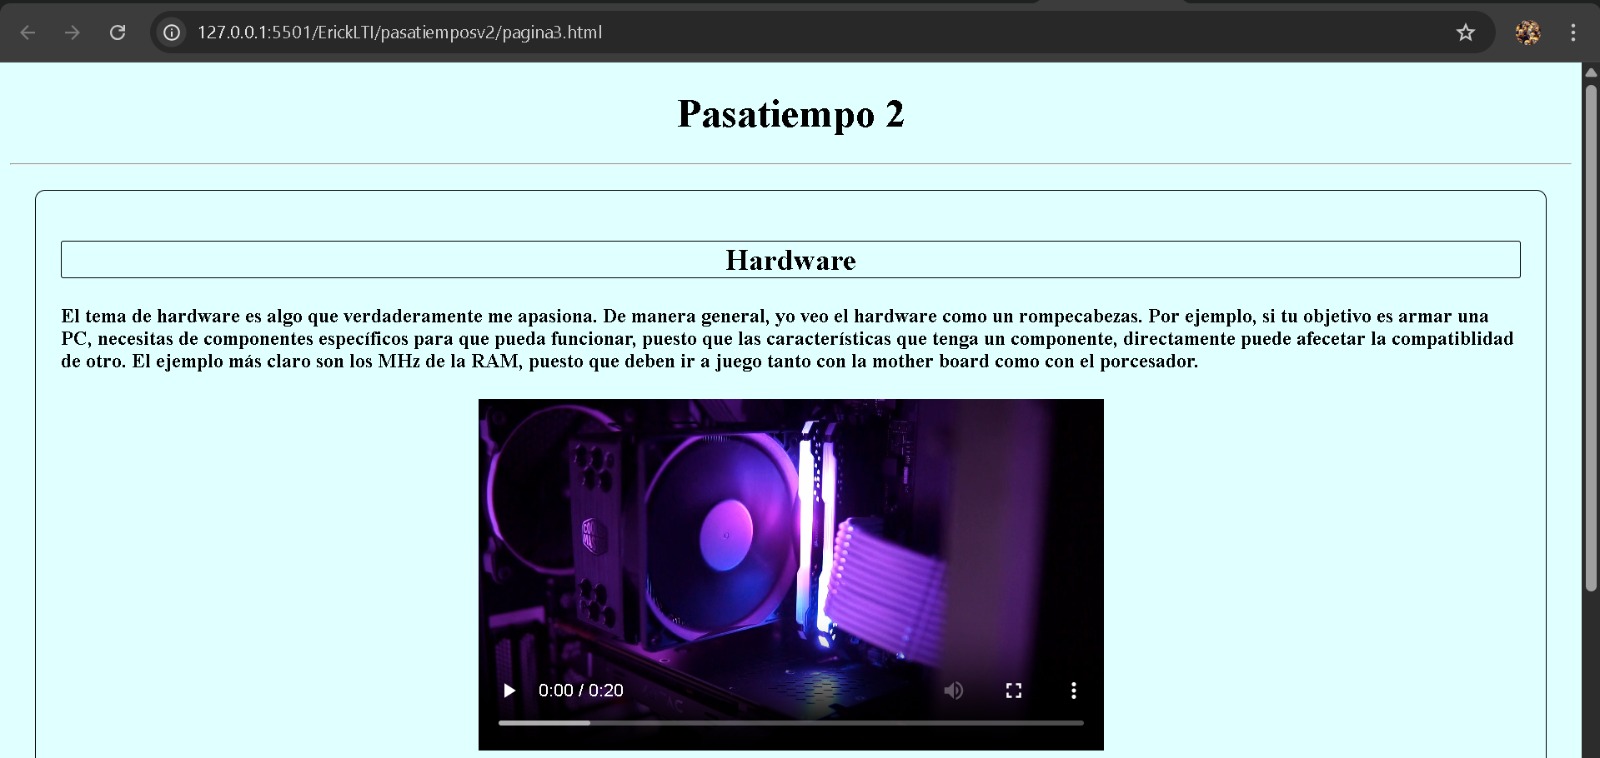 127.0.0.1:5501/ErickLTI/pasatiemposv2/pagina3.html
Pasatiempo 2
Hardware
El tema de hardware es algo que verdaderamente me apasiona. De manera general, yo veo el hardware como un rompecabezas. Por ejemplo, si tu objetivo es armar una
PC, necesitas de componentes específicos para que pueda funcionar, puesto que las características que tenga un componente, directamente puede afecetar la compatiblidad
de otro. El ejemplo más claro son los MHz de la RAM, puesto que deben ir a juego tanto con la mother board como con el porcesador.
0:00 / 0:20